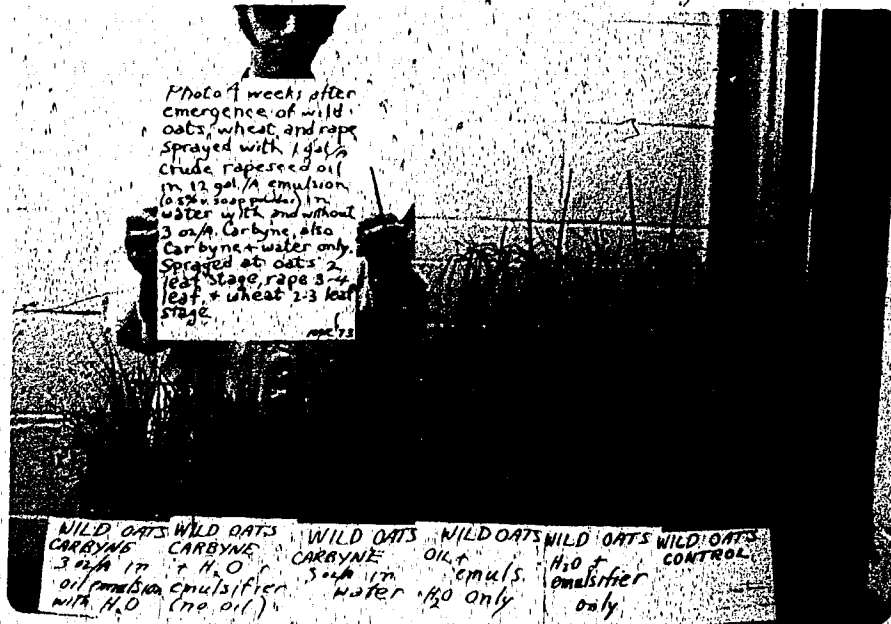 Photo 4 weeks after
emergence of wild
oats, wheat, and rape
sprayed with 1 gal/A
crude rapeseed oil
in 12 gal/A emulsion
(0.5% v. soap powder) in
water with and without
3 oz/A Carbyne, also
Carbyne + water only.
Sprayed at oats 2
leaf stage, rape 3-4
leaf, + wheat 2-3 leaf
stage
'73
WILD OATS
CARBYNE
3 oz/A in
oil emulsion
with H2O
WILD OATS
CARBYNE
+ H2O +
emulsifier
(no oil)
WILD OATS
CARBYNE
3 oz/A in
water
WILD OATS
OIL +
emuls.
H2O only
WILD OATS
H2O +
emulsifier
only
WILD OATS
CONTROL